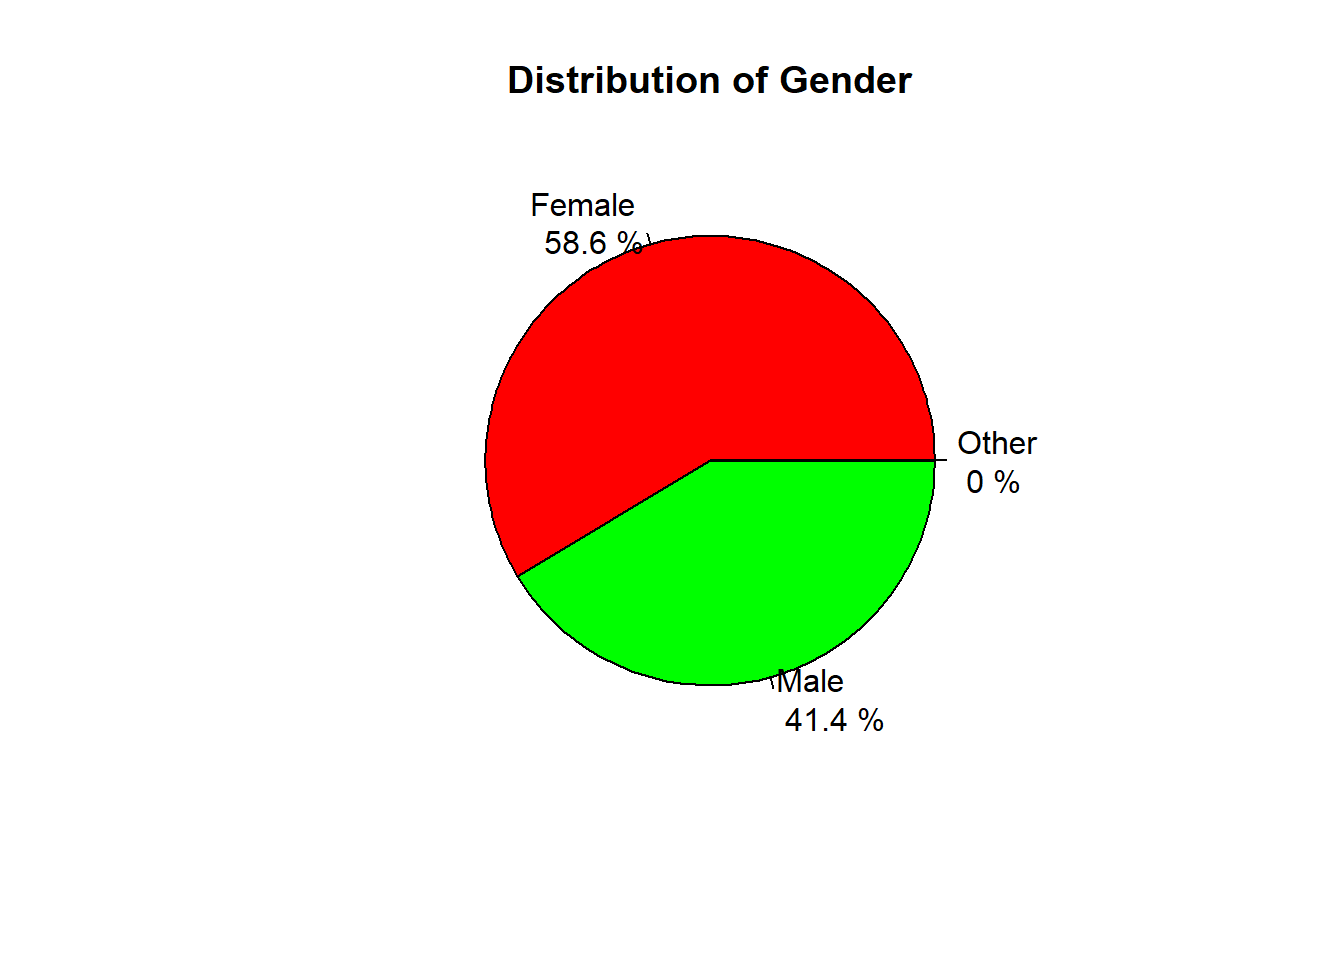 Distribution of Gender
Female
58.6 %
Other
0 %
Male
41.4 %